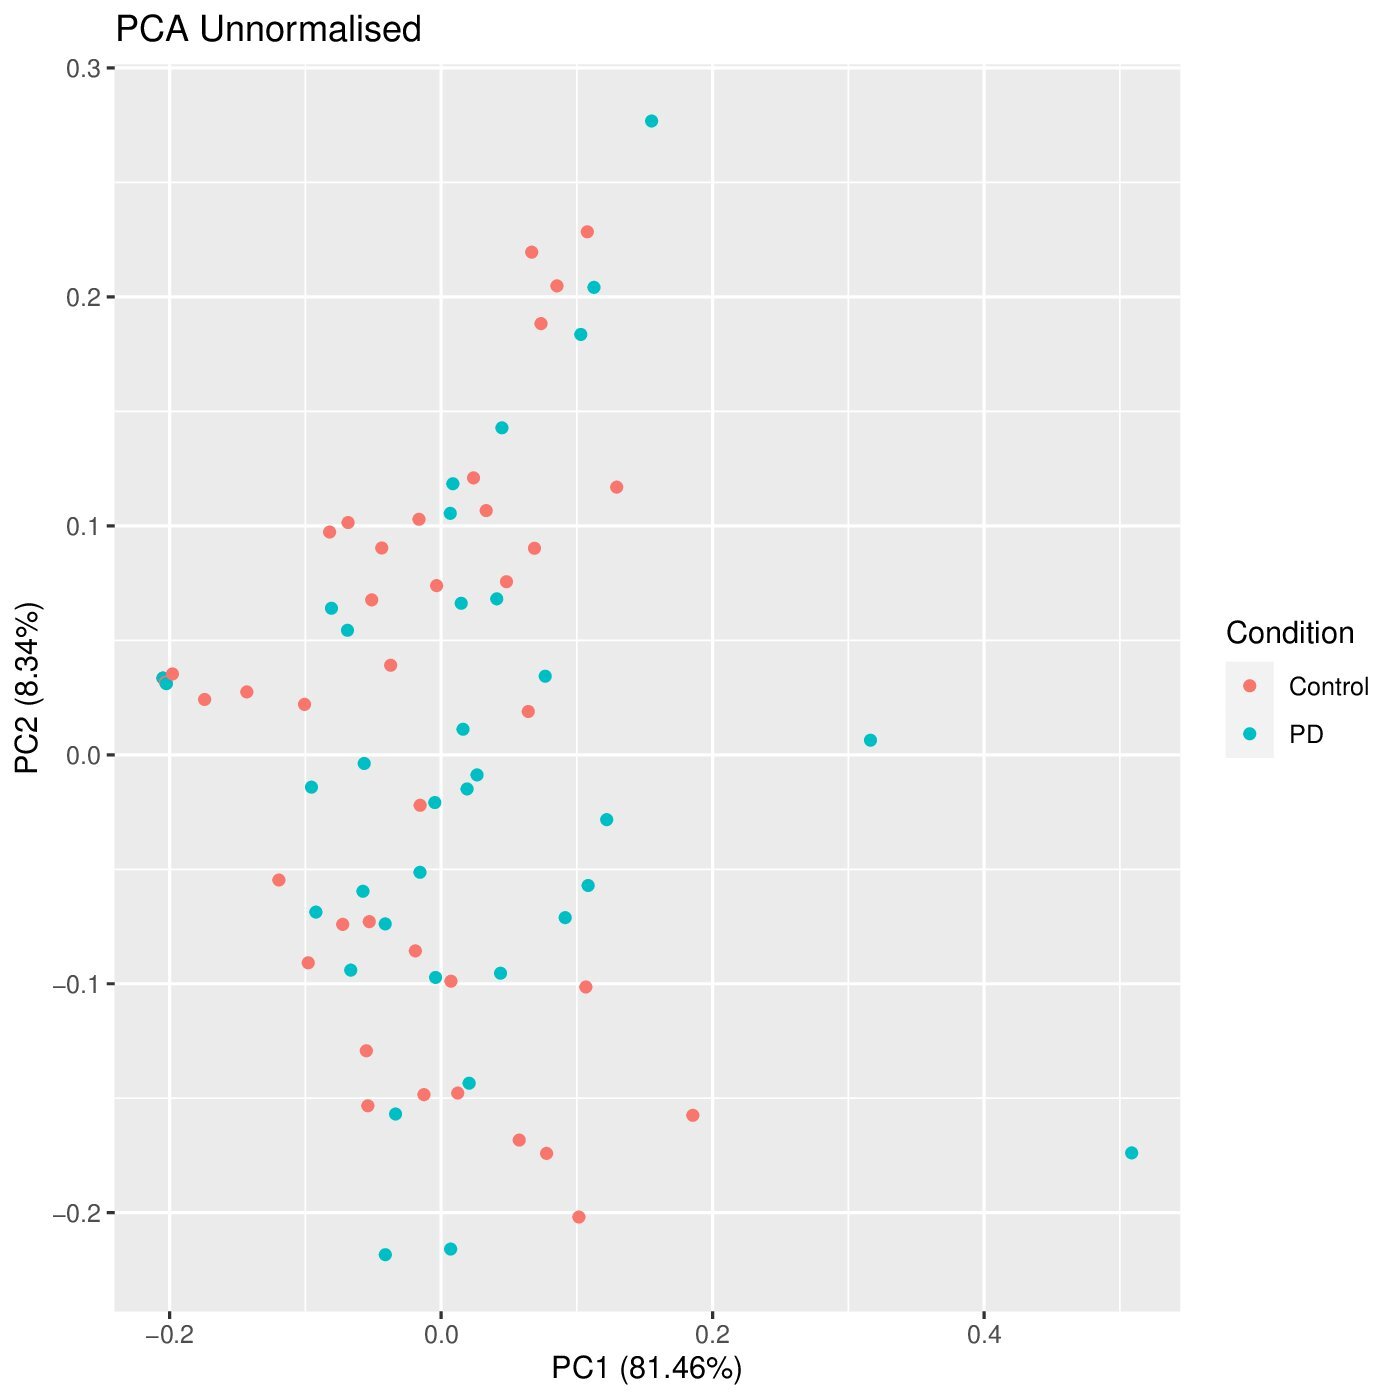 PCA Unnormalised
0.3
0.2
0.1
0.0
−0.1
−0.2
PC2 (8.34%)
−0.2 0.0 0.2 0.4
PC1 (81.46%)
Condition
Control
PD